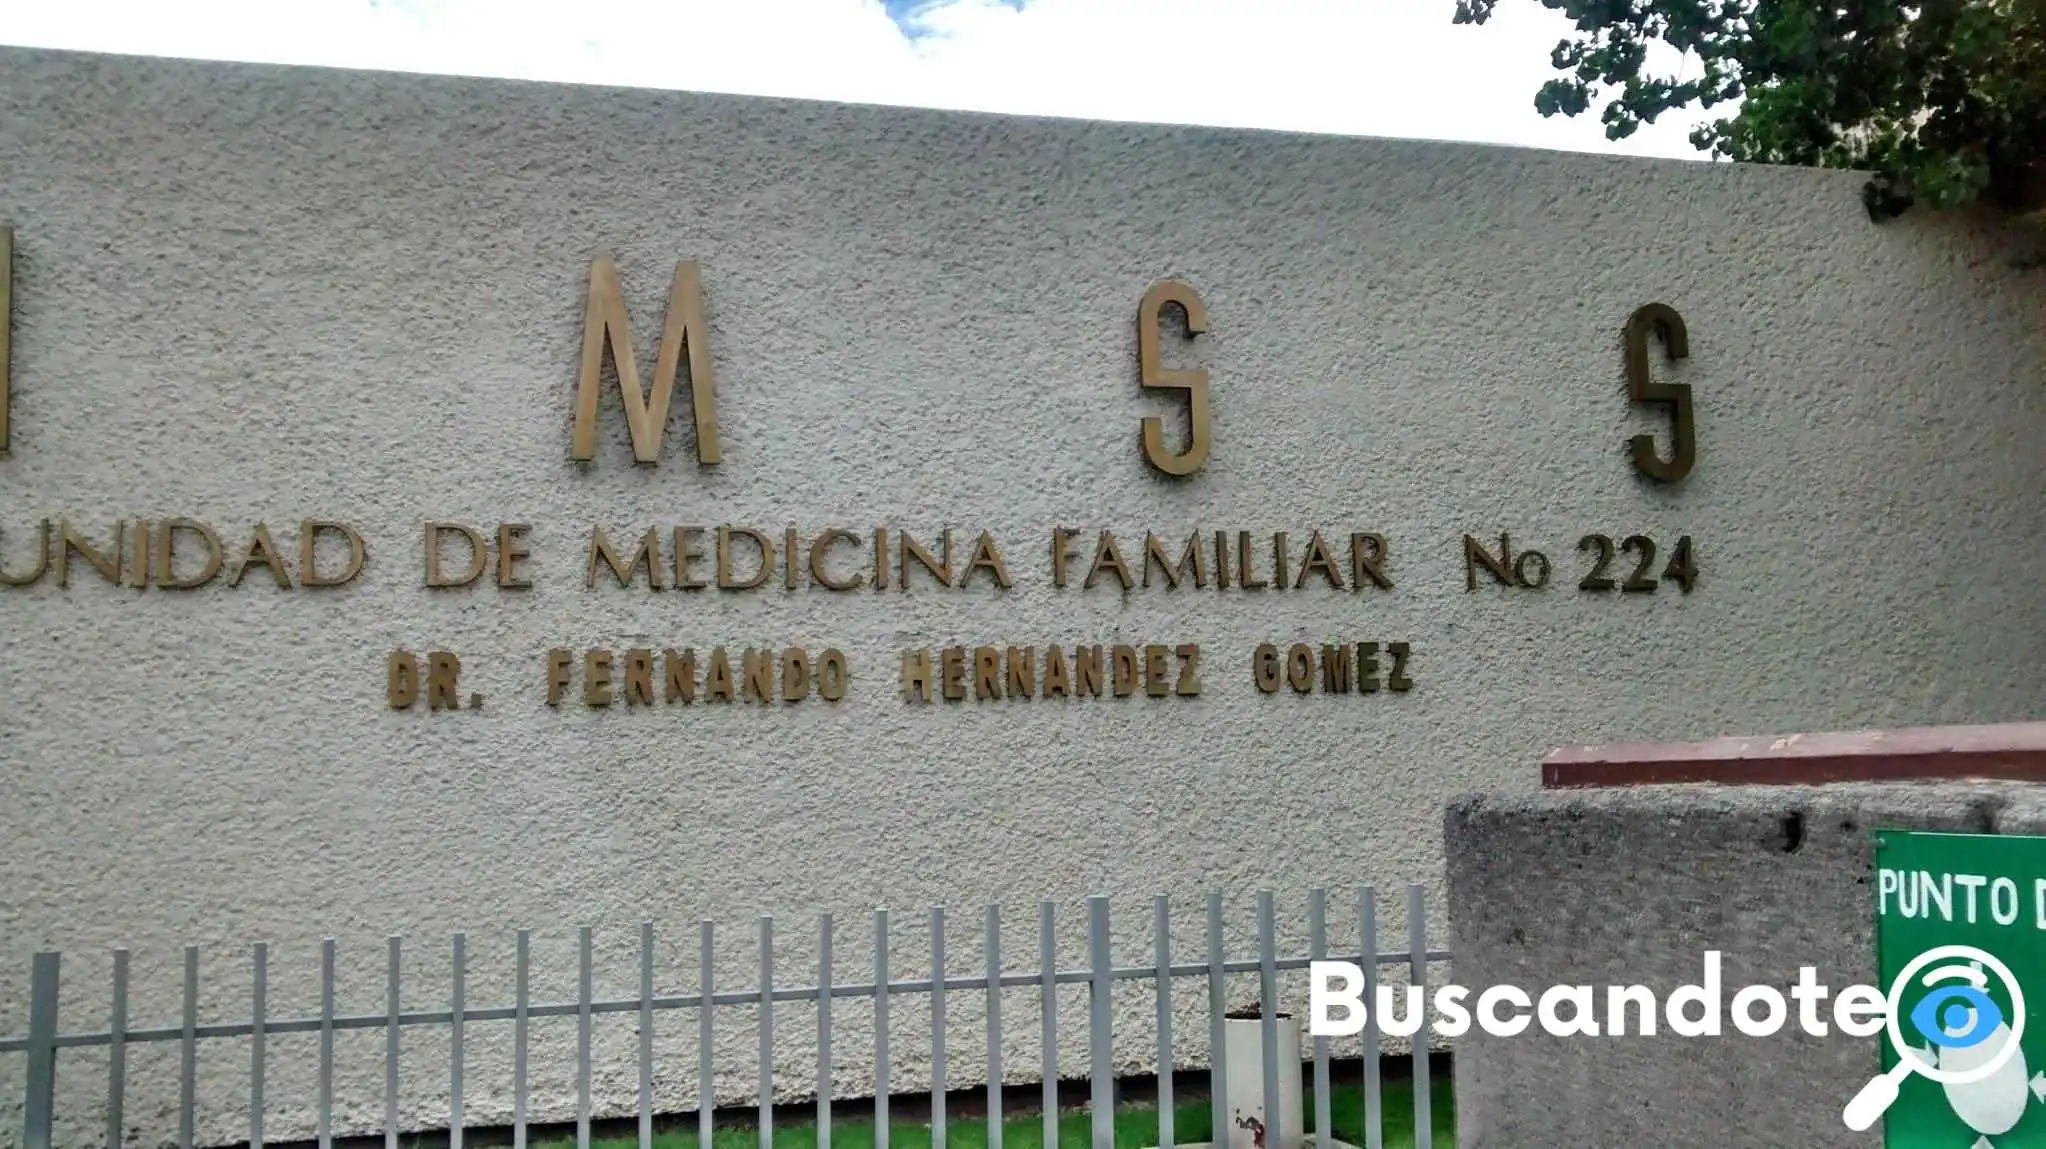 I M S S
UNIDAD DE MEDICINA FAMILIAR No 224
DR. FERNANDO HERNANDEZ GOMEZ
PUNTO D
Buscandote